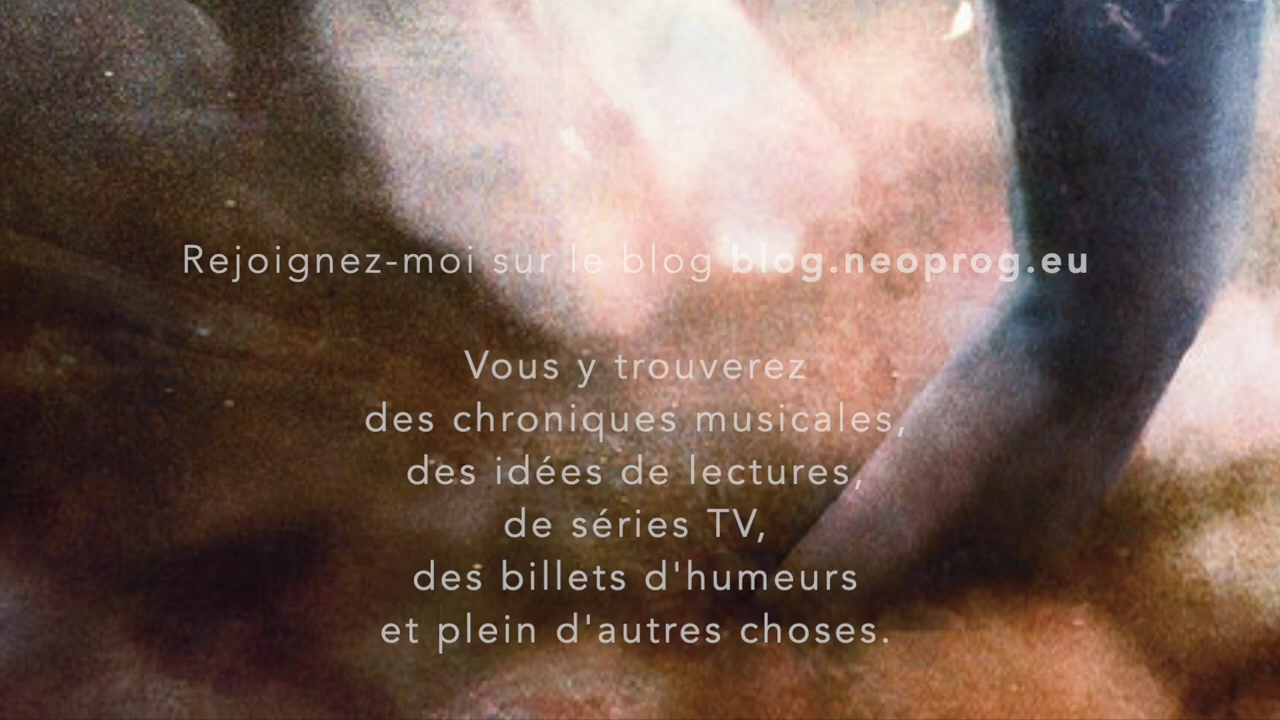 Rejoignez-moi sur le blog blog.neoprog.eu
Vous y trouverez
des chroniques musicales,
des idées de lectures,
de séries TV,
des billets d'humeurs
et plein d'autres choses.